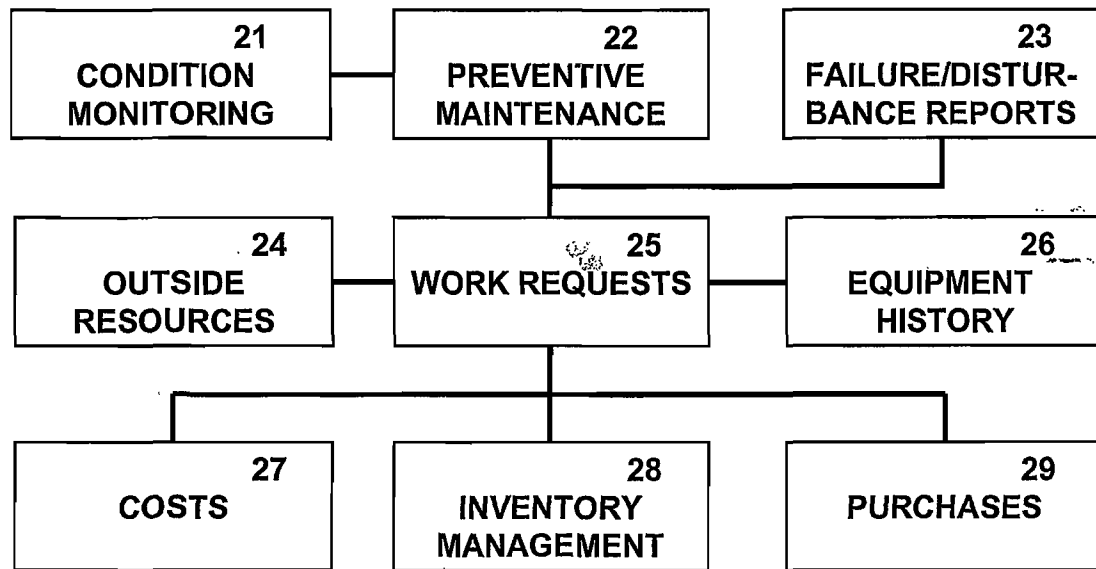 21
CONDITION
MONITORING
22
PREVENTIVE
MAINTENANCE
23
FAILURE/DISTUR-
BANCE REPORTS
24
OUTSIDE
RESOURCES
25
WORK REQUESTS
26
EQUIPMENT
HISTORY
27
COSTS
28
INVENTORY
MANAGEMENT
29
PURCHASES